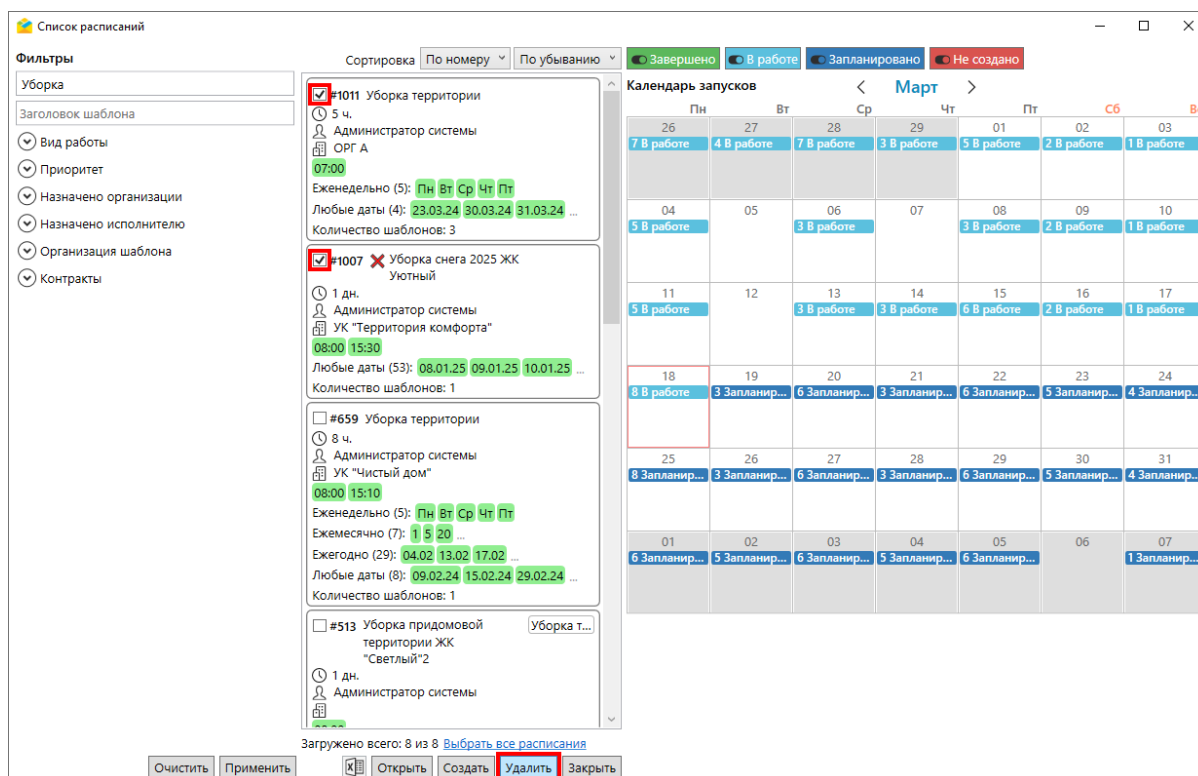 Список расписаний
Фильтры
Уборка
Заголовок шаблона
Вид работы
Приоритет
Назначено организации
Назначено исполнителю
Организация шаблона
Контракты
Очистить Применить
Сортировка По номеру По убыванию
#1011 Уборка территории
5 ч.
Администратор системы
ОРГ А
07:00
Еженедельно (5): Пн Вт Ср Чт Пт
Любые даты (4): 23.03.24 30.03.24 31.03.24 ...
Количество шаблонов: 3
#1007 Уборка снега 2025 ЖК
Уютный
1 дн.
Администратор системы
УК "Территория комфорта"
08:00 15:30
Любые даты (53): 08.01.25 09.01.25 10.01.25 ...
Количество шаблонов: 1
#659 Уборка территории
8 ч.
Администратор системы
УК "Чистый дом"
08:00 15:10
Еженедельно (5): Пн Вт Ср Чт Пт
Ежемесячно (7): 1 5 20 ...
Ежегодно (29): 04.02 13.02 17.02 ...
Любые даты (8): 09.02.24 15.02.24 29.02.24 ...
Количество шаблонов: 1
#513 Уборка придомовой Уборка т...
территории ЖК
"Светлый"2
1 дн.
Администратор системы
Загружено всего: 8 из 8 Выбрать все расписания
Открыть Создать Удалить Закрыть
Завершено В работе Запланировано Не создано
Календарь запусков Март
Пн Вт Ср Чт Пт Сб
26 27 28 29 01 02 03
7 В работе 4 В работе 7 В работе 3 В работе 5 В работе 2 В работе 1 В работе
04 05 06 07 08 09 10
5 В работе 3 В работе 3 В работе 2 В работе 1 В работе
11 12 13 14 15 16 17
5 В работе 3 В работе 3 В работе 6 В работе 2 В работе 1 В работе
18 19 20 21 22 23 24
8 В работе 3 Запланир... 6 Запланир... 3 Запланир... 6 Запланир... 5 Запланир... 4 Запланир...
25 26 27 28 29 30 31
8 Запланир... 3 Запланир... 6 Запланир... 3 Запланир... 6 Запланир... 5 Запланир... 4 Запланир...
01 02 03 04 05 06 07
6 Запланир... 5 Запланир... 6 Запланир... 5 Запланир... 6 Запланир... 1 Запланир...